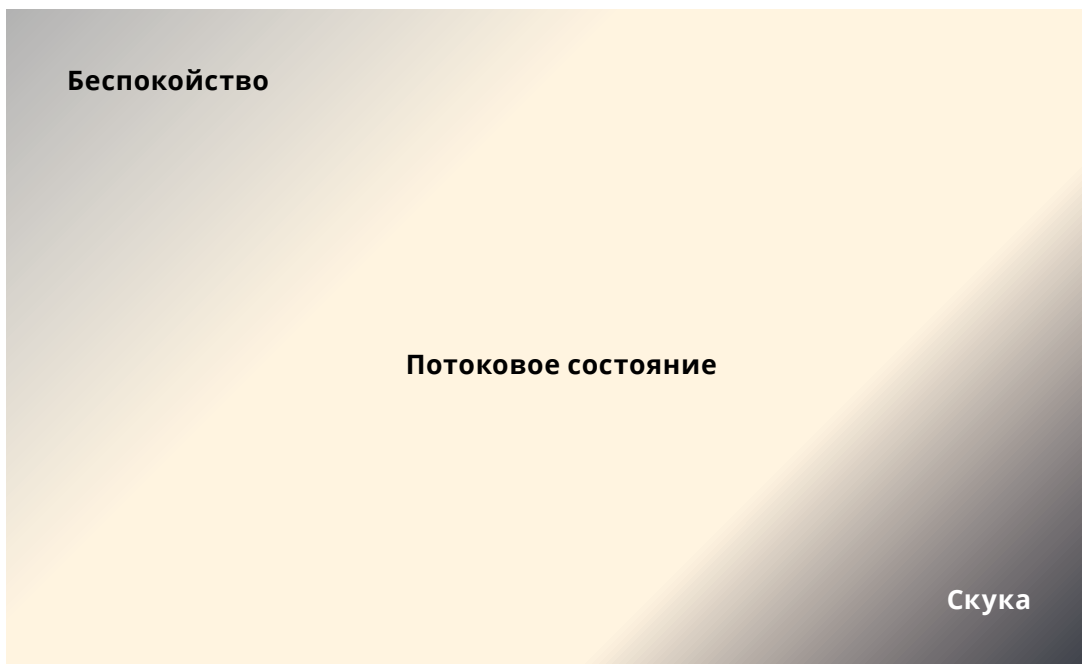 Беспокойство
Потоковое состояние
Скука